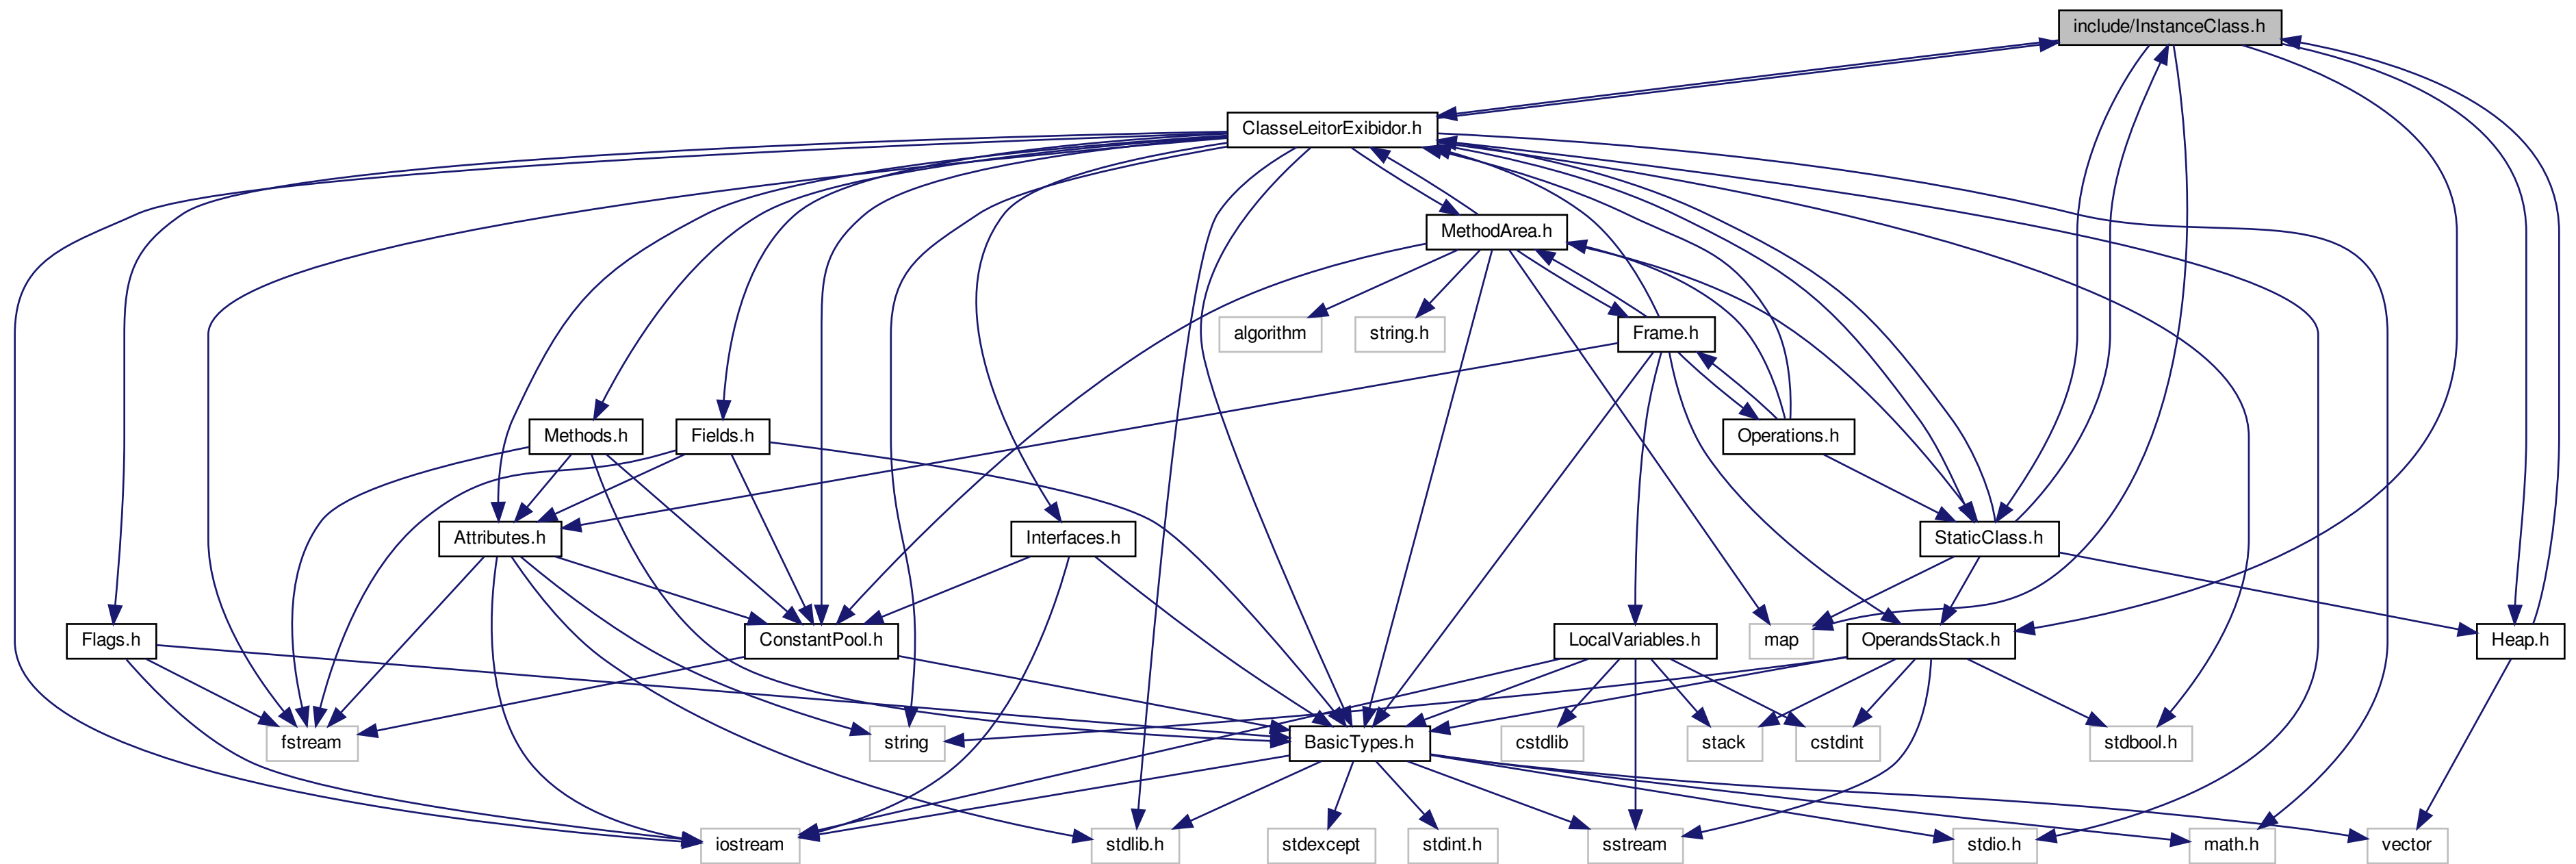 include/InstanceClass.h
ClasseLeitorExibidor.h
MethodArea.h
algorithm
string.h
Frame.h
Methods.h
Fields.h
Operations.h
Attributes.h
Interfaces.h
StaticClass.h
Flags.h
ConstantPool.h
LocalVariables.h
map
OperandsStack.h
Heap.h
fstream
string
BasicTypes.h
cstdlib
stack
cstdint
stdbool.h
iostream
stdlib.h
stdexcept
stdint.h
sstream
stdio.h
math.h
vector